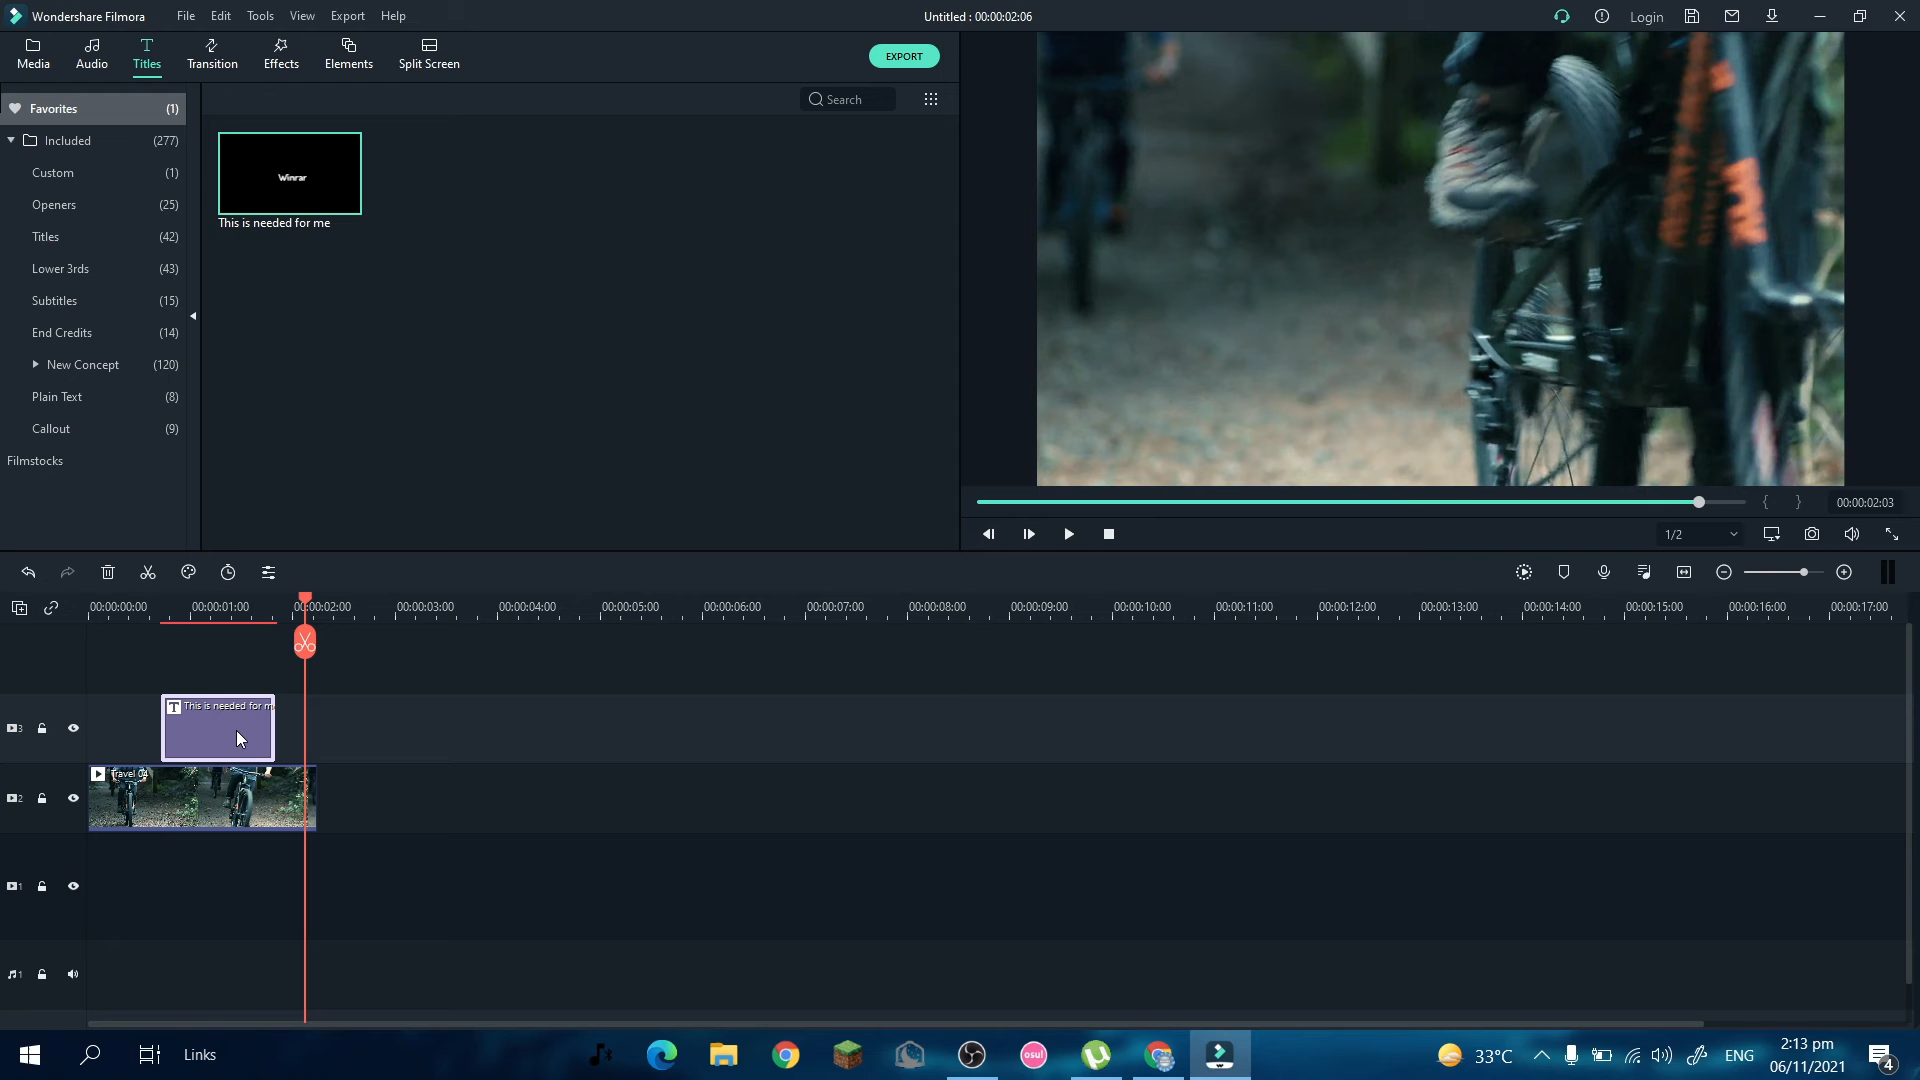 Wondershare Filmora File Edit Tools View Export Help Untitled : 00:00:02:06 Login
Media Audio Titles Transition Effects Elements Split Screen EXPORT
Favorites (1) Search
Included (277)
Custom (1)
Openers (25)
Titles (42)
Lower 3rds (43)
Subtitles (15)
End Credits (14)
New Concept (120)
Plain Text (8)
Callout (9)
Filmstocks
Winrar
This is needed for me
{ } 00:00:02:03
1/2
00:00:00:00 00:00:01:00 00:00:02:00 00:00:03:00 00:00:04:00 00:00:05:00 00:00:06:00 00:00:07:00 00:00:08:00 00:00:09:00 00:00:10:00 00:00:11:00 00:00:12:00 00:00:13:00 00:00:14:00 00:00:15:00 00:00:16:00 00:00:17:00
T This is needed for m
3
Travel 04
2
1
1
Links osu! 33°C ENG 2:13 pm
06/11/2021
4